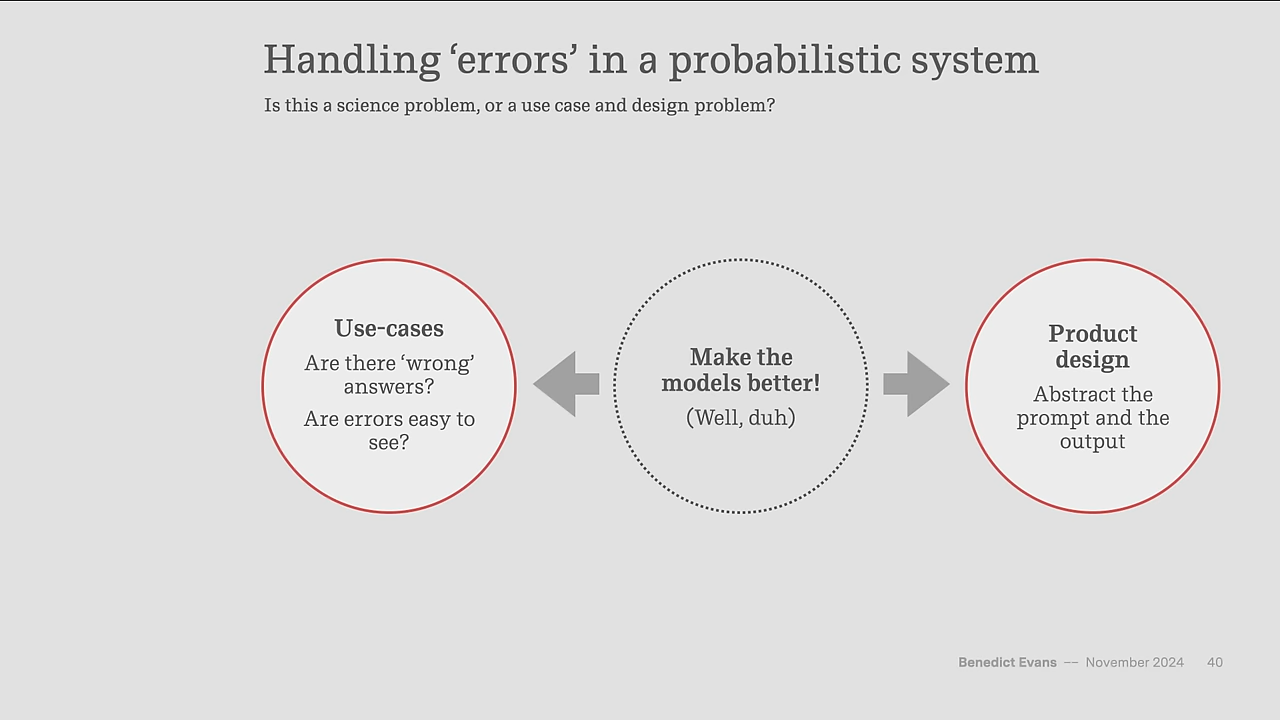 Handling ‘errors’ in a probabilistic system
Is this a science problem, or a use case and design problem?
Use-cases
Are there ‘wrong’
answers?
Are errors easy to
see?
Make the
models better!
(Well, duh)
Product
design
Abstract the
prompt and the
output
Benedict Evans –– November 2024 40